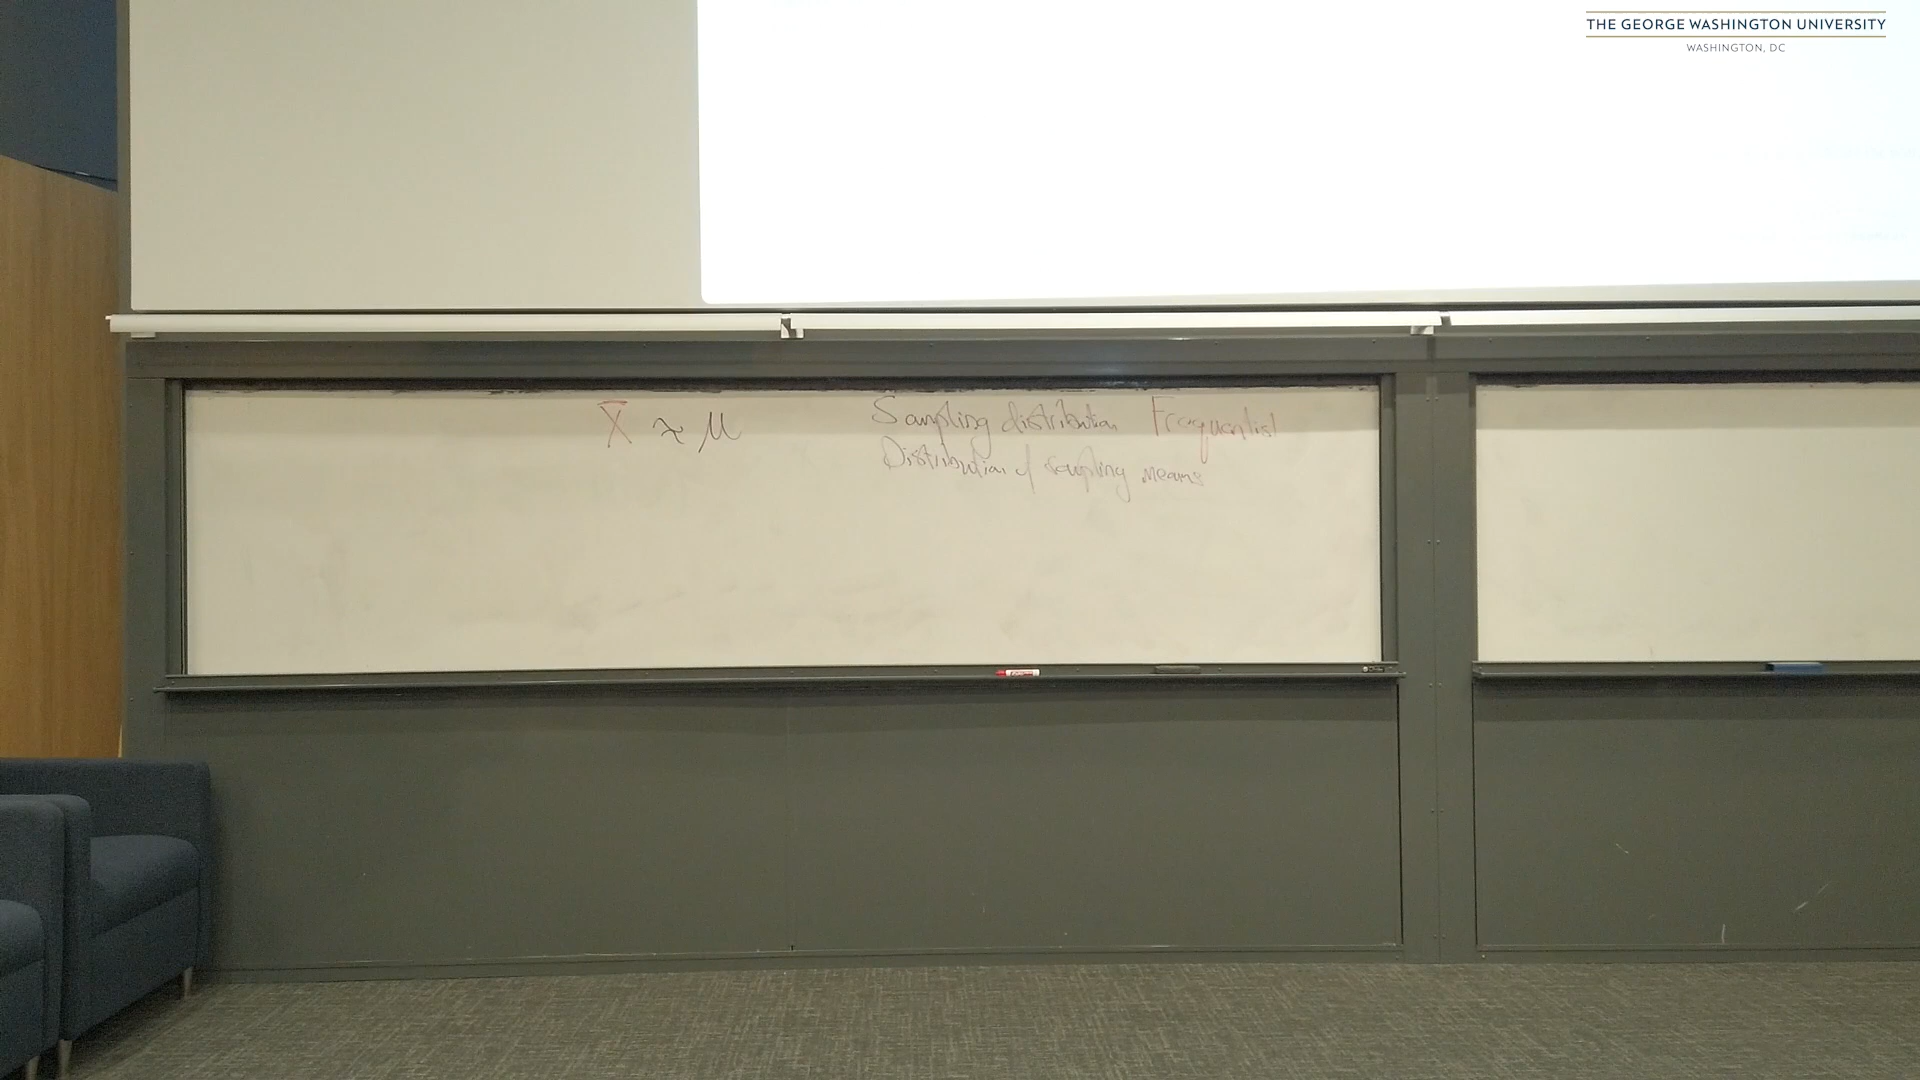 THE GEORGE WASHINGTON UNIVERSITY
WASHINGTON, DC
X̄ ≈ μ
Sampling distribution Frequentist
Distribution of sampling means